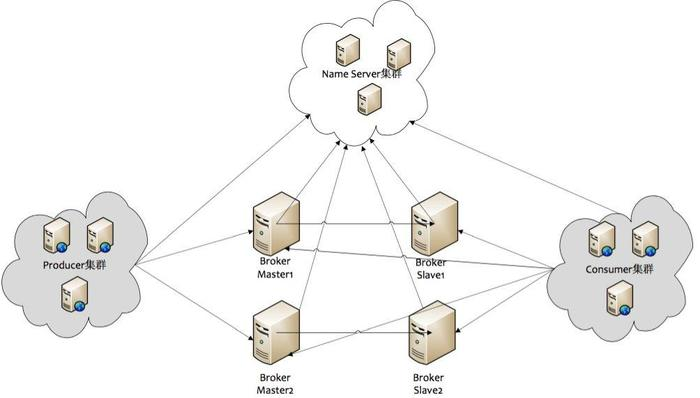 Name Server集群
Producer集群
Broker
Master1
Broker
Slave1
Consumer集群
Broker
Master2
Broker
Slave2